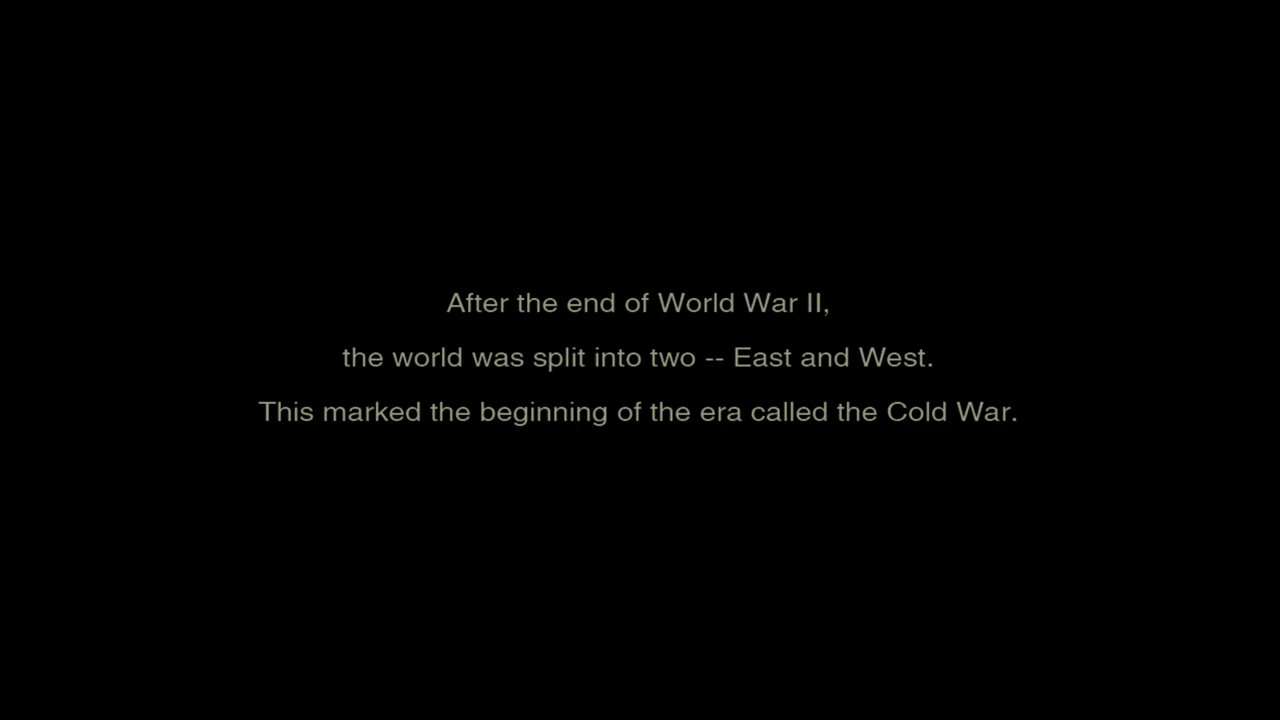 After the end of World War II,
the world was split into two -- East and West.
This marked the beginning of the era called the Cold War.